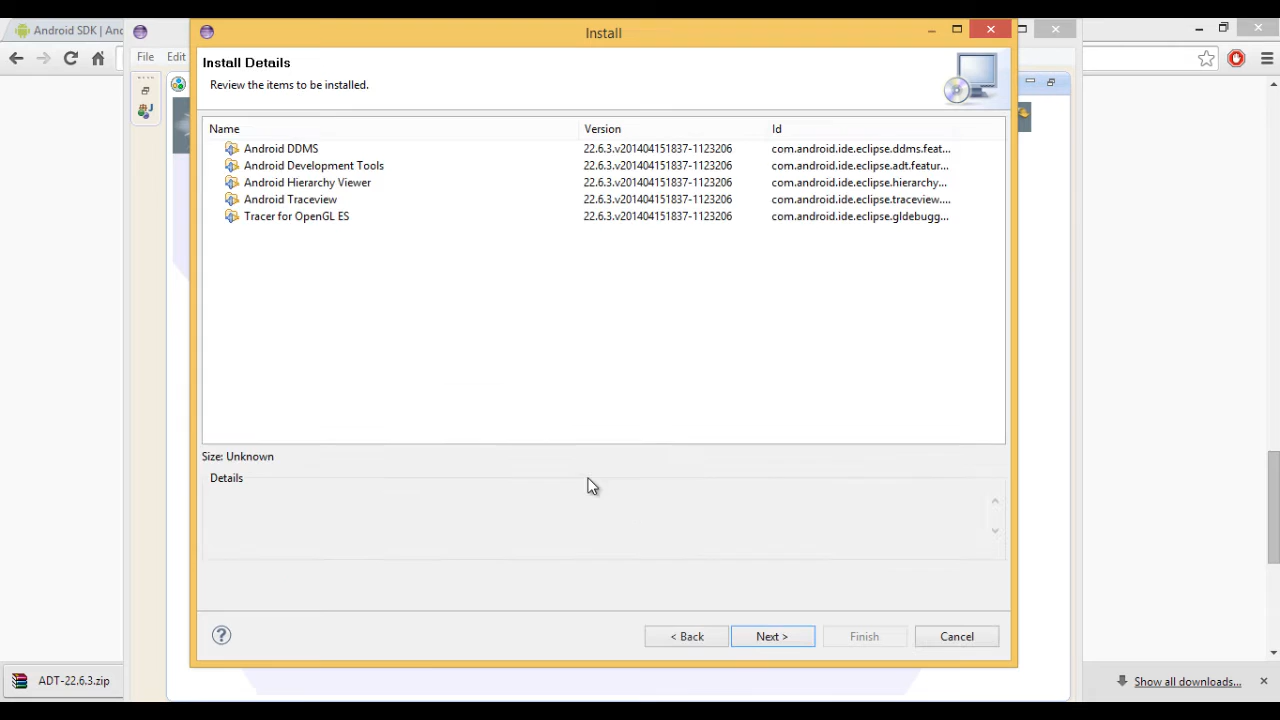 Android SDK | Anc
Install
File Edit
Install Details
Review the items to be installed.
Name Version Id
Android DDMS 22.6.3.v201404151837-1123206 com.android.ide.eclipse.ddms.feat...
Android Development Tools 22.6.3.v201404151837-1123206 com.android.ide.eclipse.adt.featur...
Android Hierarchy Viewer 22.6.3.v201404151837-1123206 com.android.ide.eclipse.hierarchy...
Android Traceview 22.6.3.v201404151837-1123206 com.android.ide.eclipse.traceview....
Tracer for OpenGL ES 22.6.3.v201404151837-1123206 com.android.ide.eclipse.gldebugg...
Size: Unknown
Details
< Back Next > Finish Cancel
ADT-22.6.3.zip Show all downloads...